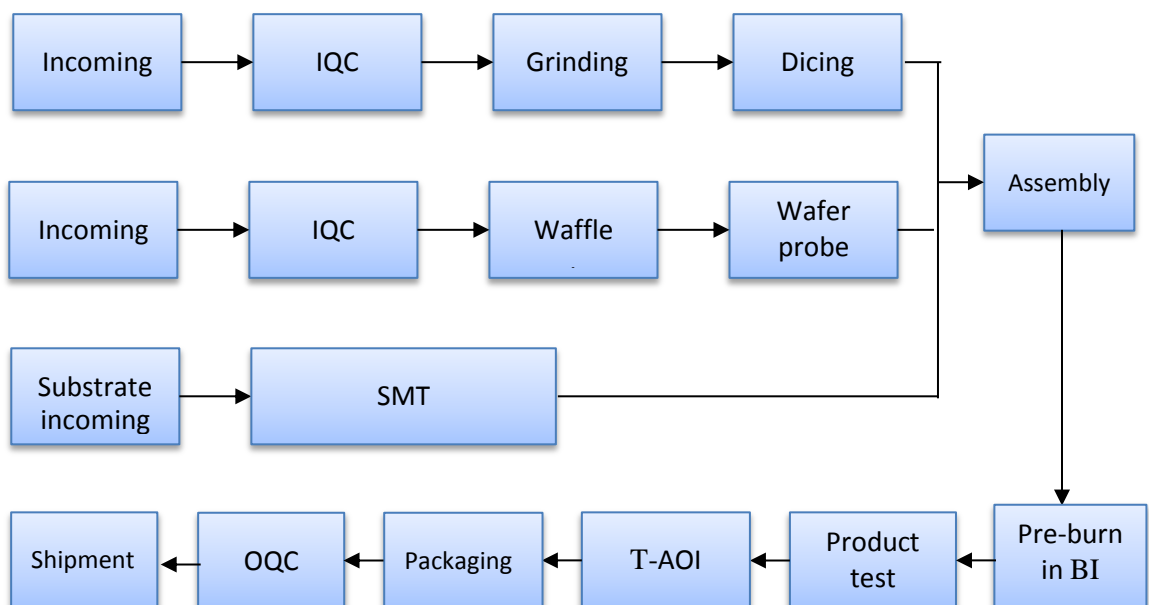 Incoming
IQC
Grinding
Dicing
Assembly
Incoming
IQC
Waffle
Wafer
probe
Substrate
incoming
SMT
Shipment
OQC
Packaging
T-AOI
Product
test
Pre-burn
in BI